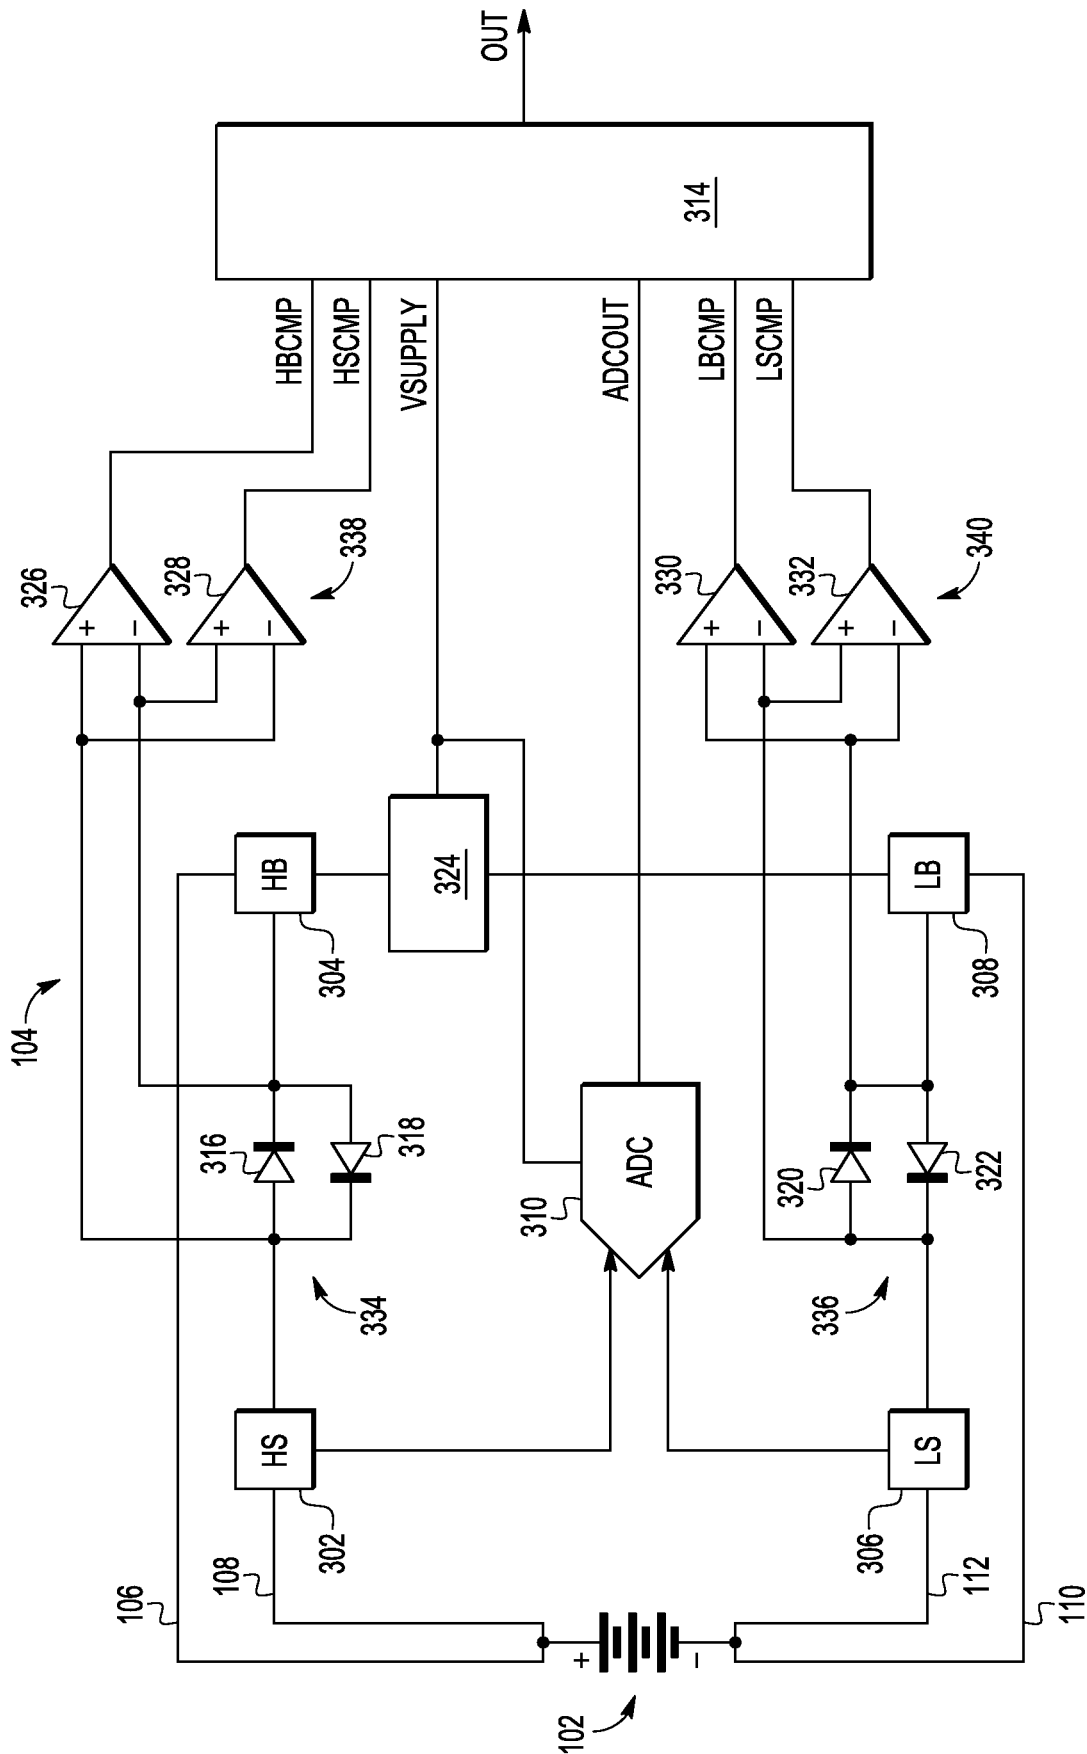 104
106
108
302
HS
334
316
318
304
HB
326
+
−
328
+
−
338
HBCMP
HSCMP
VSUPPLY
102
+
−
310
ADC
324
ADCOUT
314
OUT
110
112
306
LS
336
320
322
308
LB
330
+
−
332
+
−
340
LBCMP
LSCMP